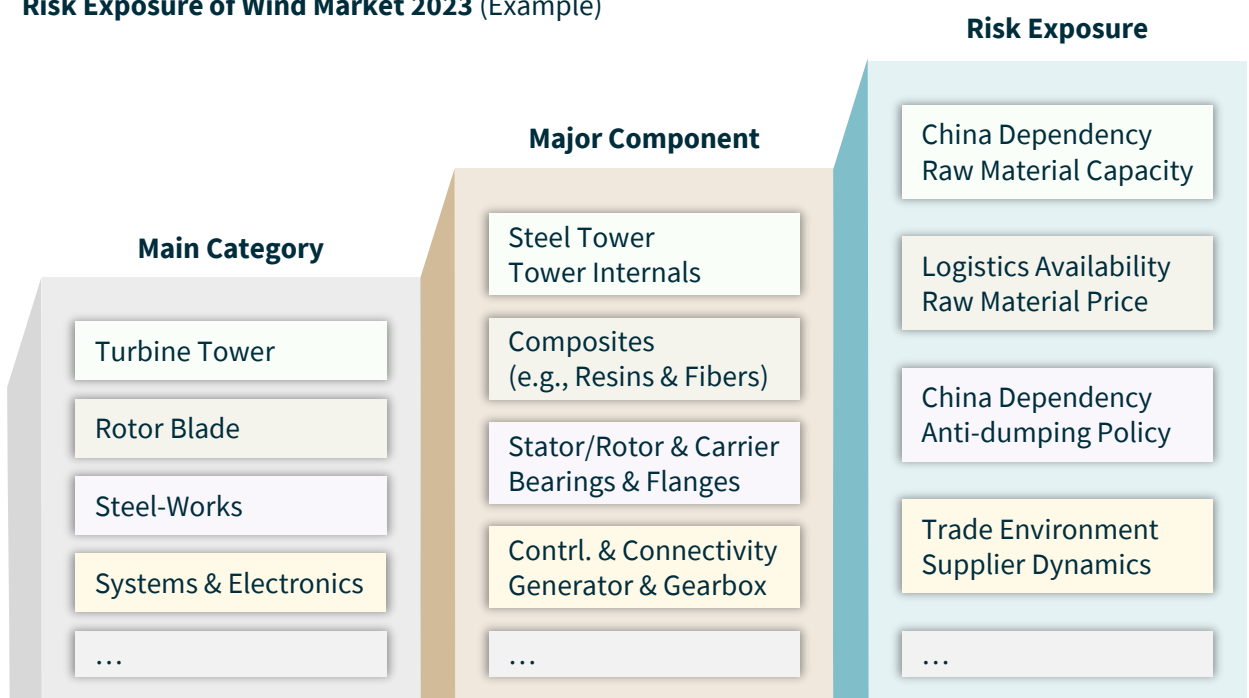 Risk Exposure of Wind Market 2023 (Example)
Main Category
Turbine Tower
Rotor Blade
Steel-Works
Systems & Electronics
…
Major Component
Steel Tower
Tower Internals
Composites
(e.g., Resins & Fibers)
Stator/Rotor & Carrier
Bearings & Flanges
Contrl. & Connectivity
Generator & Gearbox
…
Risk Exposure
China Dependency
Raw Material Capacity
Logistics Availability
Raw Material Price
China Dependency
Anti-dumping Policy
Trade Environment
Supplier Dynamics
…